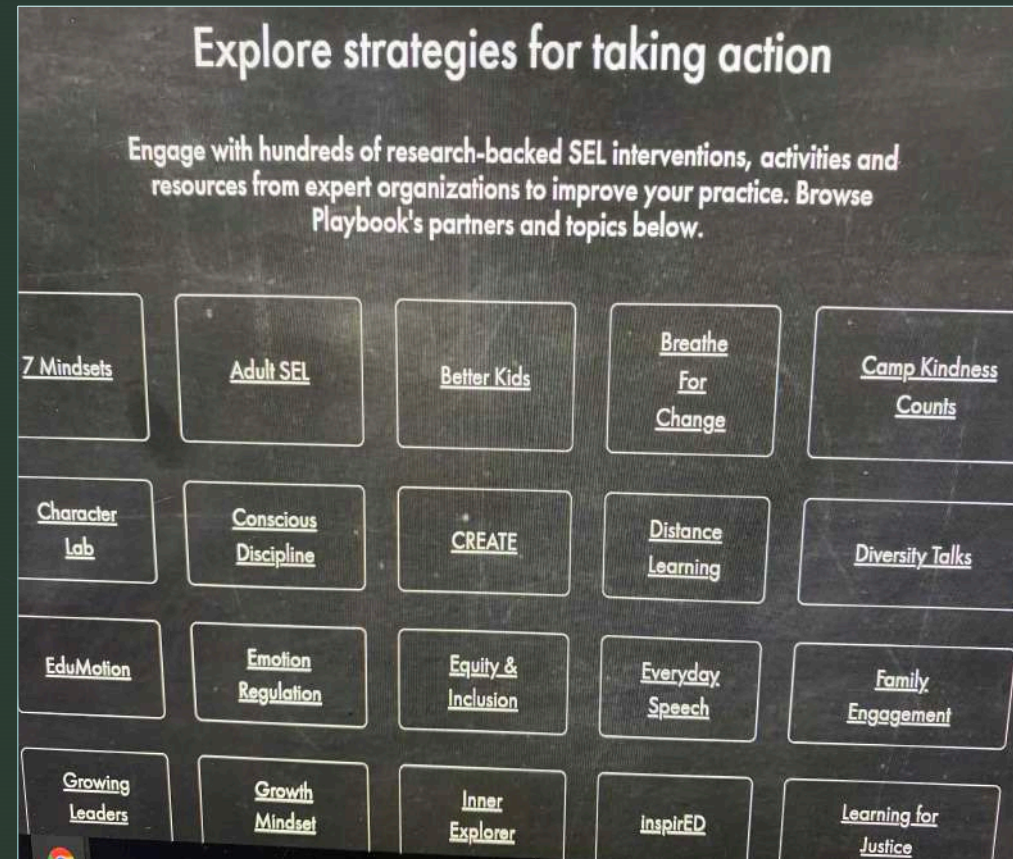 Explore strategies for taking action
Engage with hundreds of research-backed SEL interventions, activities and
resources from expert organizations to improve your practice. Browse
Playbook's partners and topics below.
7 Mindsets
Adult SEL
Better Kids
Breathe
For
Change
Camp Kindness
Counts
Character
Lab
Conscious
Discipline
CREATE
Distance
Learning
Diversity Talks
EduMotion
Emotion
Regulation
Equity &
Inclusion
Everyday
Speech
Family
Engagement
Growing
Leaders
Growth
Mindset
Inner
Explorer
inspirED
Learning for
Justice